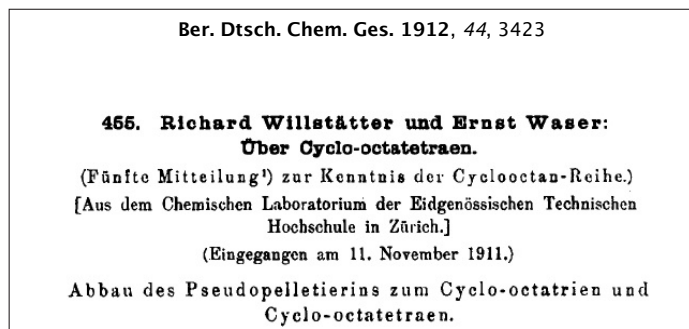 Ber. Dtsch. Chem. Ges. 1912, 44, 3423
455. Richard Willstätter und Ernst Waser:
Über Cyclo-octatetraen.
(Fünfte Mitteilung¹) zur Kenntnis der Cyclooctan-Reihe.)
[Aus dem Chemischen Laboratorium der Eidgenössischen Technischen
Hochschule in Zürich.]
(Eingegangen am 11. November 1911.)
Abbau des Pseudopelletierins zum Cyclo-octatrien und
Cyclo-octatetraen.